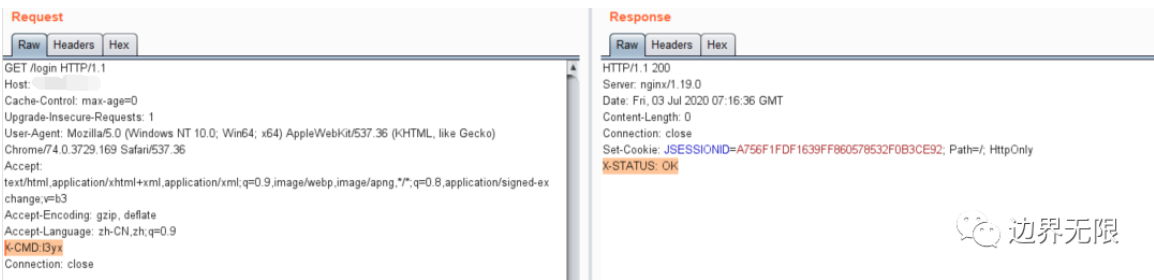 Request
Raw Headers Hex
GET /login HTTP/1.1
Host:
Cache-Control: max-age=0
Upgrade-Insecure-Requests: 1
User-Agent: Mozilla/5.0 (Windows NT 10.0; Win64; x64) AppleWebKit/537.36 (KHTML, like Gecko)
Chrome/74.0.3729.169 Safari/537.36
Accept:
text/html,application/xhtml+xml,application/xml;q=0.9,image/webp,image/apng,*/*;q=0.8,application/signed-ex
change;v=b3
Accept-Encoding: gzip, deflate
Accept-Language: zh-CN,zh;q=0.9
X-CMD:l3yx
Connection: close
Response
Raw Headers Hex
HTTP/1.1 200
Server: nginx/1.19.0
Date: Fri, 03 Jul 2020 07:16:36 GMT
Content-Length: 0
Connection: close
Set-Cookie: JSESSIONID=A756F1FDF1639FF860578532F0B3CE92; Path=/; HttpOnly
X-STATUS: OK
边界无限